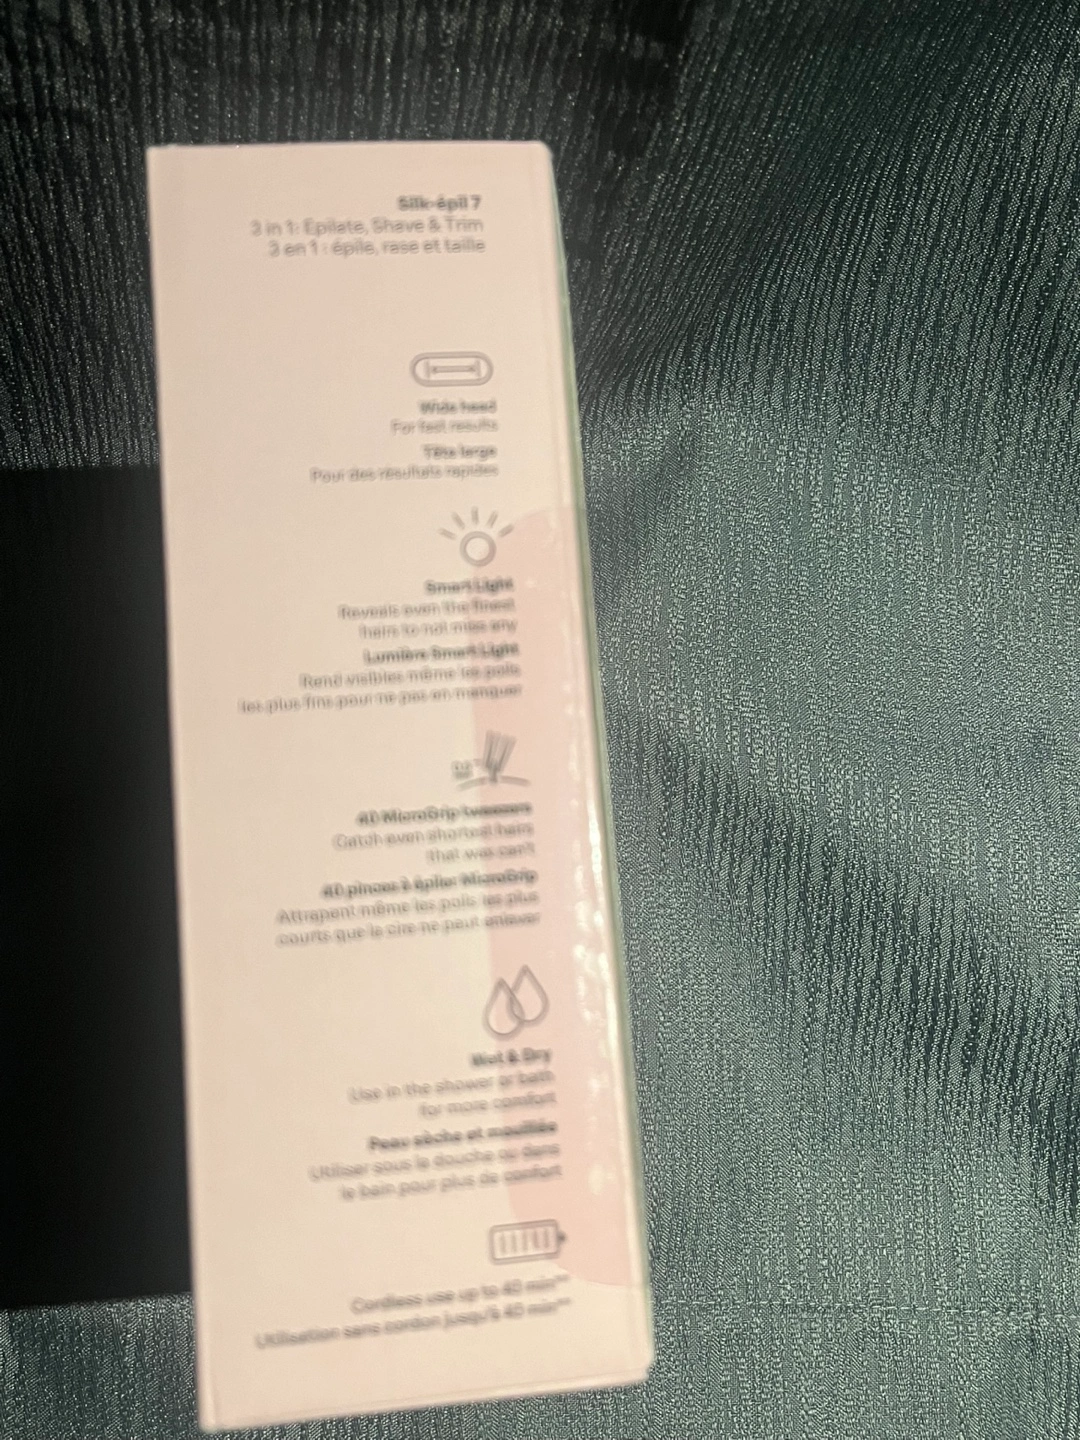 Silk-épil 7
3 in 1: Epilate, Shave & Trim
3 en 1 : épile, rase et taille
Wide head
For fast results
Tête large
Pour des résultats rapides
Smart Light
Reveals even the finest
hairs to not miss any
Lumière Smart Light
Rend visibles même les poils
les plus fins pour ne pas en manquer
40 MicroGrip tweezers
Catch even shortest hairs
that wax can't
40 pinces à épiler MicroGrip
Attrapent même les poils les plus
courts que la cire ne peut enlever
Wet & Dry
Use in the shower or bath
for more comfort
Peau sèche et mouillée
Utiliser sous la douche ou dans
le bain pour plus de confort
Cordless use up to 40 min**
Utilisation sans cordon jusqu'à 40 min**